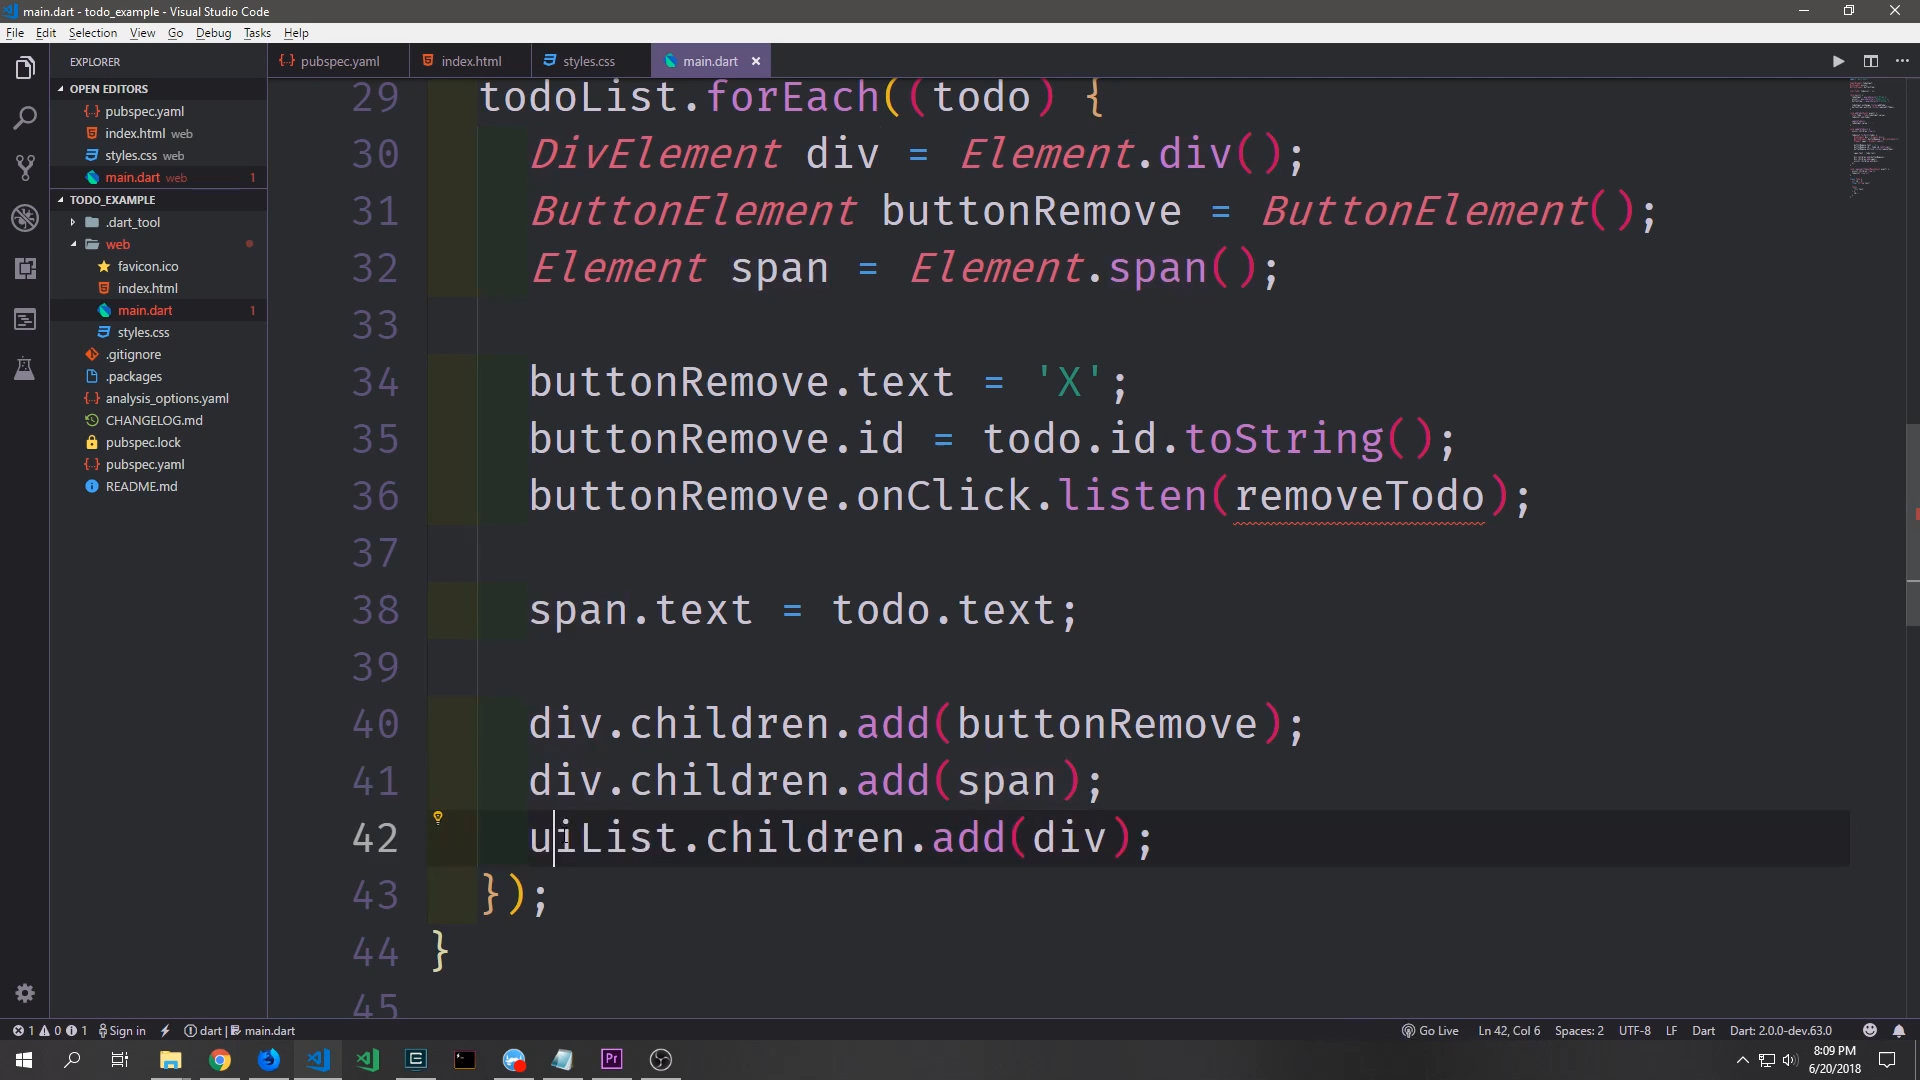 main.dart - todo_example - Visual Studio Code
File Edit Selection View Go Debug Tasks Help
EXPLORER
OPEN EDITORS
pubspec.yaml
index.html web
styles.css web
main.dart web 1
TODO_EXAMPLE
.dart_tool
web
favicon.ico
index.html
main.dart 1
styles.css
.gitignore
.packages
analysis_options.yaml
CHANGELOG.md
pubspec.lock
pubspec.yaml
README.md
pubspec.yaml index.html styles.css main.dart
29 todoList.forEach((todo) {
30 DivElement div = Element.div();
31 ButtonElement buttonRemove = ButtonElement();
32 Element span = Element.span();
33
34 buttonRemove.text = 'X';
35 buttonRemove.id = todo.id.toString();
36 buttonRemove.onClick.listen(removeTodo);
37
38 span.text = todo.text;
39
40 div.children.add(buttonRemove);
41 div.children.add(span);
42 uiList.children.add(div);
43 });
44 }
45
1 0 1 Sign in dart | main.dart
Go Live Ln 42, Col 6 Spaces: 2 UTF-8 LF Dart Dart: 2.0.0-dev.63.0
8:09 PM
6/20/2018